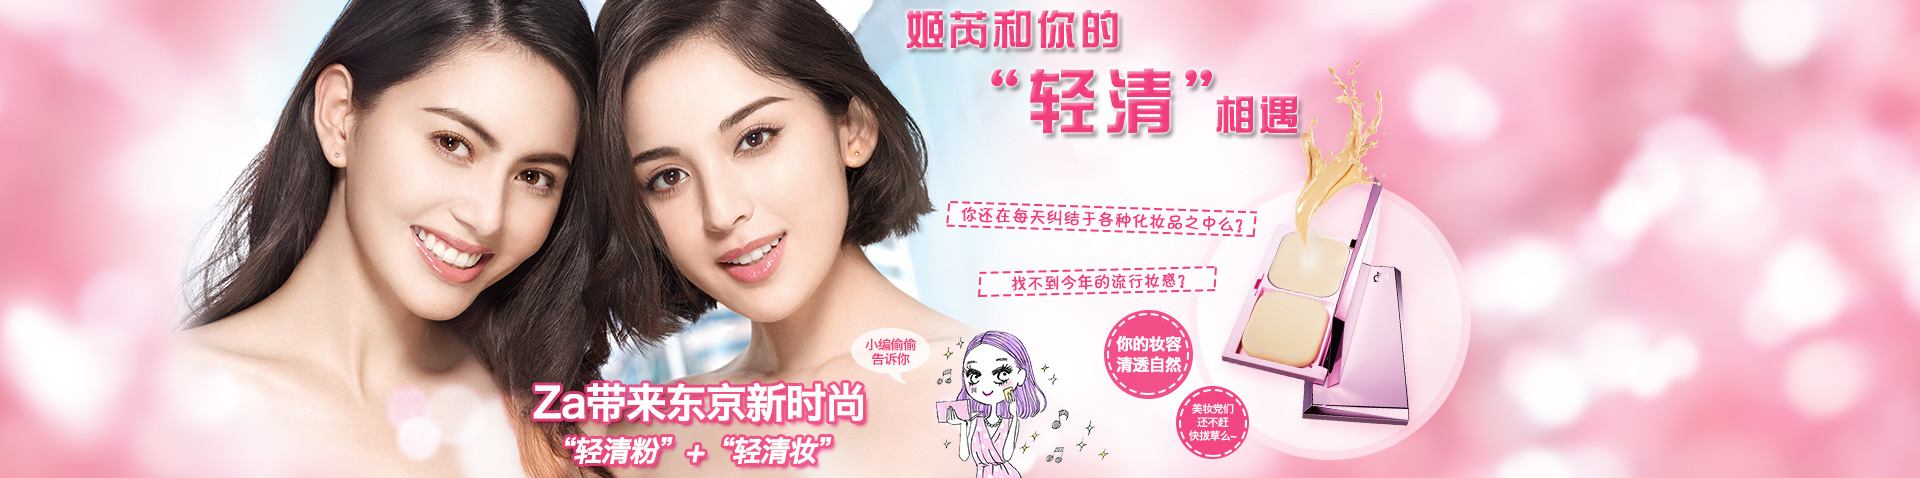 姬芮和你的
“轻清”相遇
你还在每天纠结于各种化妆品之中么？
找不到今年的流行妆感？
小编偷偷
告诉你
你的妆容
清透自然
美妆党们
还不赶
快拔草么~
Za带来东京新时尚
“轻清粉”+“轻清妆”